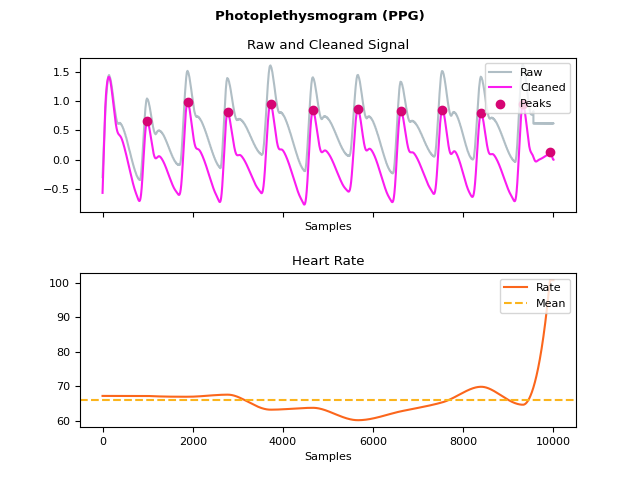 Photoplethysmogram (PPG)
Raw and Cleaned Signal
1.5
1.0
0.5
0.0
−0.5
Raw
Cleaned
Peaks
Samples
Heart Rate
100
90
80
70
60
Rate
Mean
0
2000
4000
6000
8000
10000
Samples